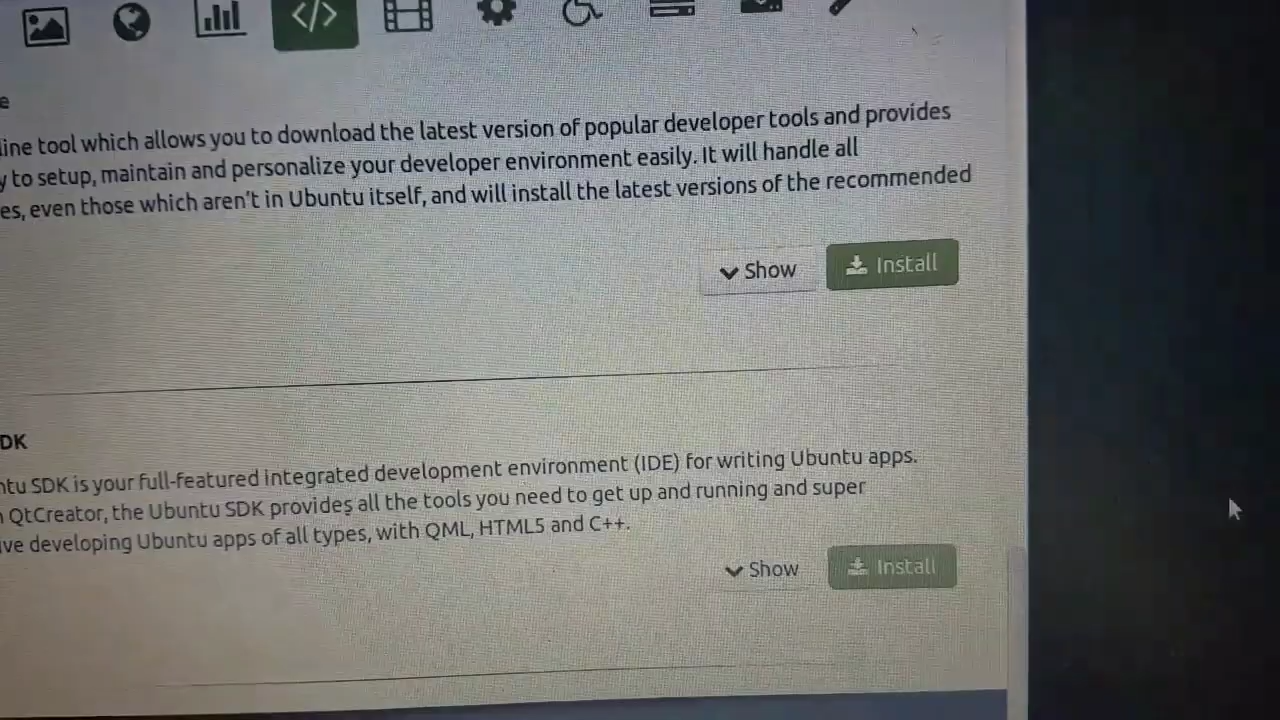 e
line tool which allows you to download the latest version of popular developer tools and provides
y to setup, maintain and personalize your developer environment easily. It will handle all
es, even those which aren't in Ubuntu itself, and will install the latest versions of the recommended
Show Install
DK
ntu SDK is your full-featured integrated development environment (IDE) for writing Ubuntu apps.
n QtCreator, the Ubuntu SDK provides all the tools you need to get up and running and super
ive developing Ubuntu apps of all types, with QML, HTML5 and C++.
Show Install